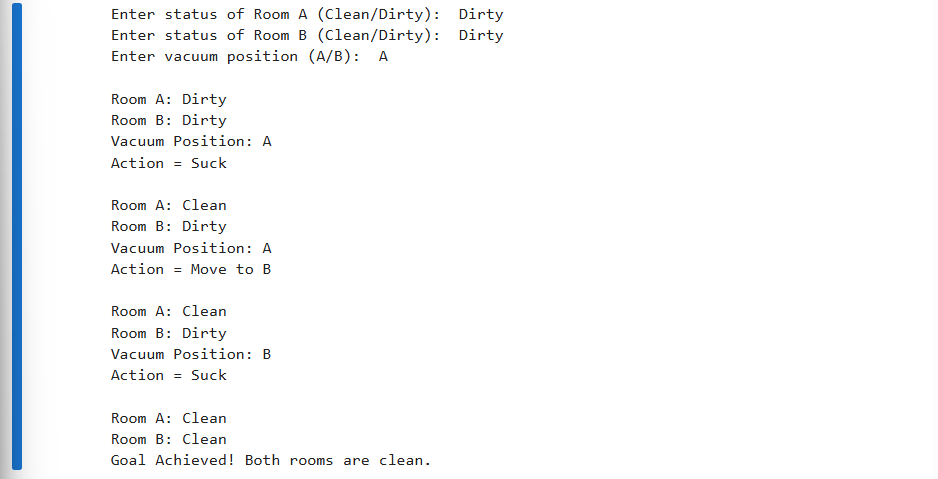 Enter status of Room A (Clean/Dirty):  Dirty
Enter status of Room B (Clean/Dirty):  Dirty
Enter vacuum position (A/B):  A

Room A: Dirty
Room B: Dirty
Vacuum Position: A
Action = Suck

Room A: Clean
Room B: Dirty
Vacuum Position: A
Action = Move to B

Room A: Clean
Room B: Dirty
Vacuum Position: B
Action = Suck

Room A: Clean
Room B: Clean
Goal Achieved! Both rooms are clean.